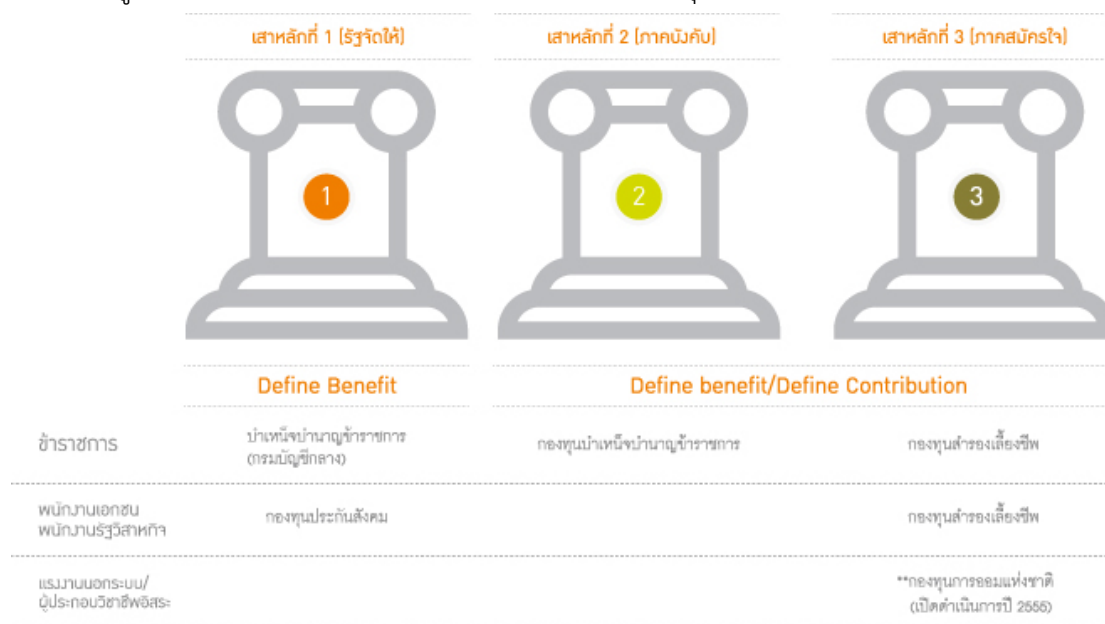 เสาหลักที่ 1 (รัฐจัดให้) เสาหลักที่ 2 (ภาคบังคับ) เสาหลักที่ 3 (ภาคสมัครใจ)
1 2 3
Define Benefit Define benefit/Define Contribution
ข้าราชการ บำเหน็จบำนาญข้าราชการ กองทุนบำเหน็จบำนาญข้าราชการ กองทุนสำรองเลี้ยงชีพ
(กรมบัญชีกลาง)
พนักงานเอกชน กองทุนประกันสังคม กองทุนสำรองเลี้ยงชีพ
พนักงานรัฐวิสาหกิจ
แรงงานนอกระบบ/ **กองทุนการออมแห่งชาติ
ผู้ประกอบวิชาชีพอิสระ (เปิดดำเนินการปี 2555)